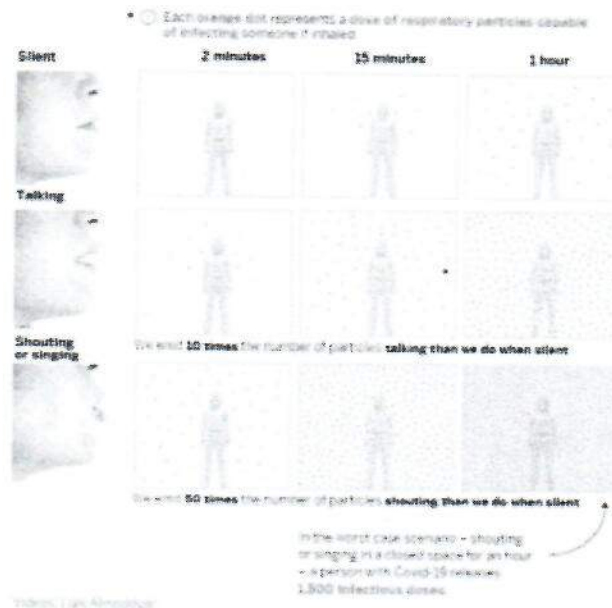 Each orange dot represents a dose of respiratory particles capable
of infecting someone if inhaled
Silent
2 minutes
15 minutes
1 hour
Talking
We emit 10 times the number of particles talking than we do when silent
Shouting
or singing
We emit 50 times the number of particles shouting than we do when silent
In the worst case scenario – shouting
or singing in a closed space for an hour
– a person with Covid-19 releases
1,500 infectious doses